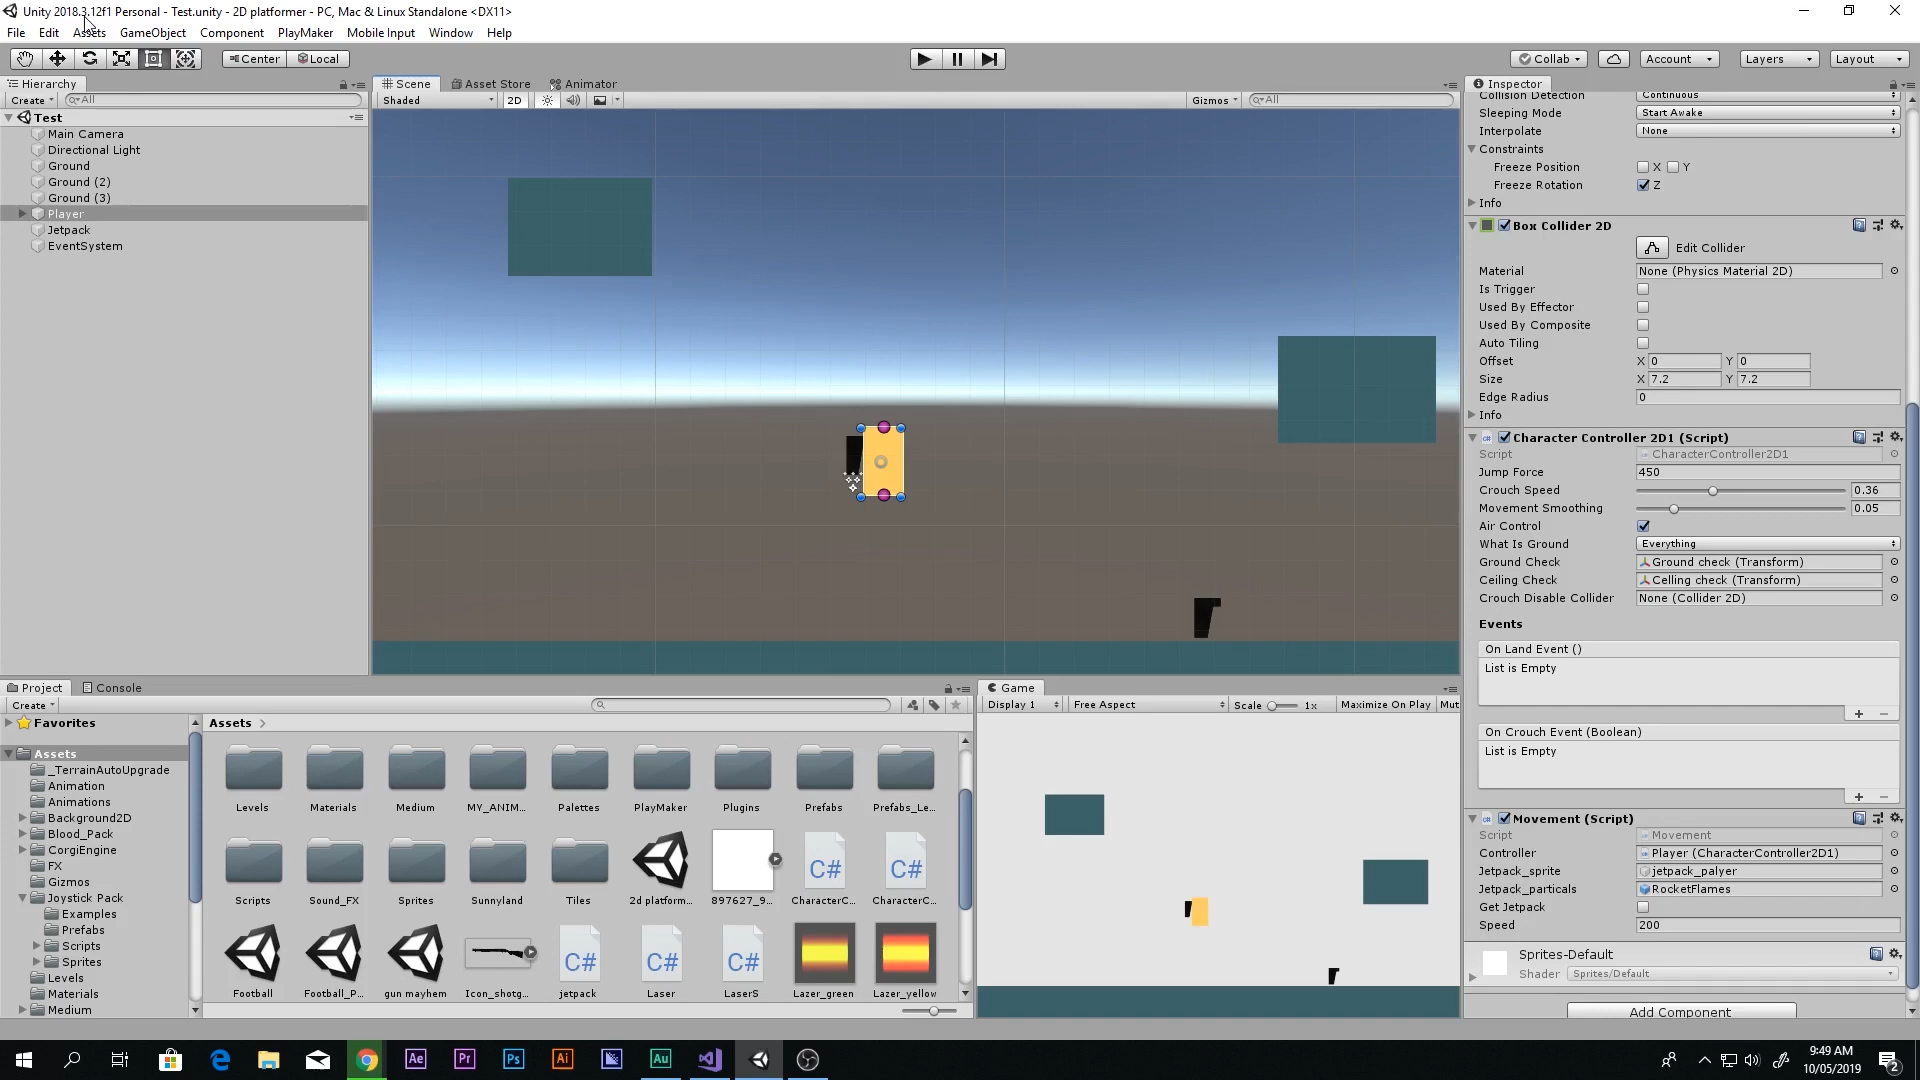 Unity 2018.3.12f1 Personal - Test.unity - 2D platformer - PC, Mac & Linux Standalone <DX11>
File Edit Assets GameObject Component PlayMaker Mobile Input Window Help
Center Local Collab Account Layers Layout
Hierarchy
Create All
Test
Main Camera
Directional Light
Ground
Ground (2)
Ground (3)
Player
Jetpack
EventSystem
Scene Asset Store Animator
Shaded 2D Gizmos All
Inspector
Collision Detection Continuous
Sleeping Mode Start Awake
Interpolate None
Constraints
Freeze Position X Y
Freeze Rotation Z
Info
Box Collider 2D
Edit Collider
Material None (Physics Material 2D)
Is Trigger
Used By Effector
Used By Composite
Auto Tiling
Offset X 0 Y 0
Size X 7.2 Y 7.2
Edge Radius 0
Info
Character Controller 2D1 (Script)
Script CharacterController2D1
Jump Force 450
Crouch Speed 0.36
Movement Smoothing 0.05
Air Control
What Is Ground Everything
Ground Check Ground check (Transform)
Ceiling Check Celling check (Transform)
Crouch Disable Collider None (Collider 2D)
Events
On Land Event ()
List is Empty
On Crouch Event (Boolean)
List is Empty
Movement (Script)
Script Movement
Controller Player (CharacterController2D1)
Jetpack_sprite jetpack_palyer
Jetpack_particals RocketFlames
Get Jetpack
Speed 200
Sprites-Default
Shader Sprites/Default
Add Component
Project Console
Create
Favorites
Assets
_TerrainAutoUpgrade
Animation
Animations
Background2D
Blood_Pack
CorgiEngine
FX
Gizmos
Joystick Pack
Examples
Prefabs
Scripts
Sprites
Levels
Materials
Medium
Assets
Levels Materials Medium MY_ANIM... Palettes PlayMaker Plugins Prefabs Prefabs_Le...
Scripts Sound_FX Sprites Sunnyland Tiles 2d platform... 897627_9... CharacterC... CharacterC...
C# C#
Football Football_P... gun mayhem Icon_shotg... jetpack Laser LaserS Lazer_green Lazer_yellow
C# C# C#
Game
Display 1 Free Aspect Scale 1x Maximize On Play Mut
Ae Pr Ps Ai Au
9:49 AM
10/05/2019
2